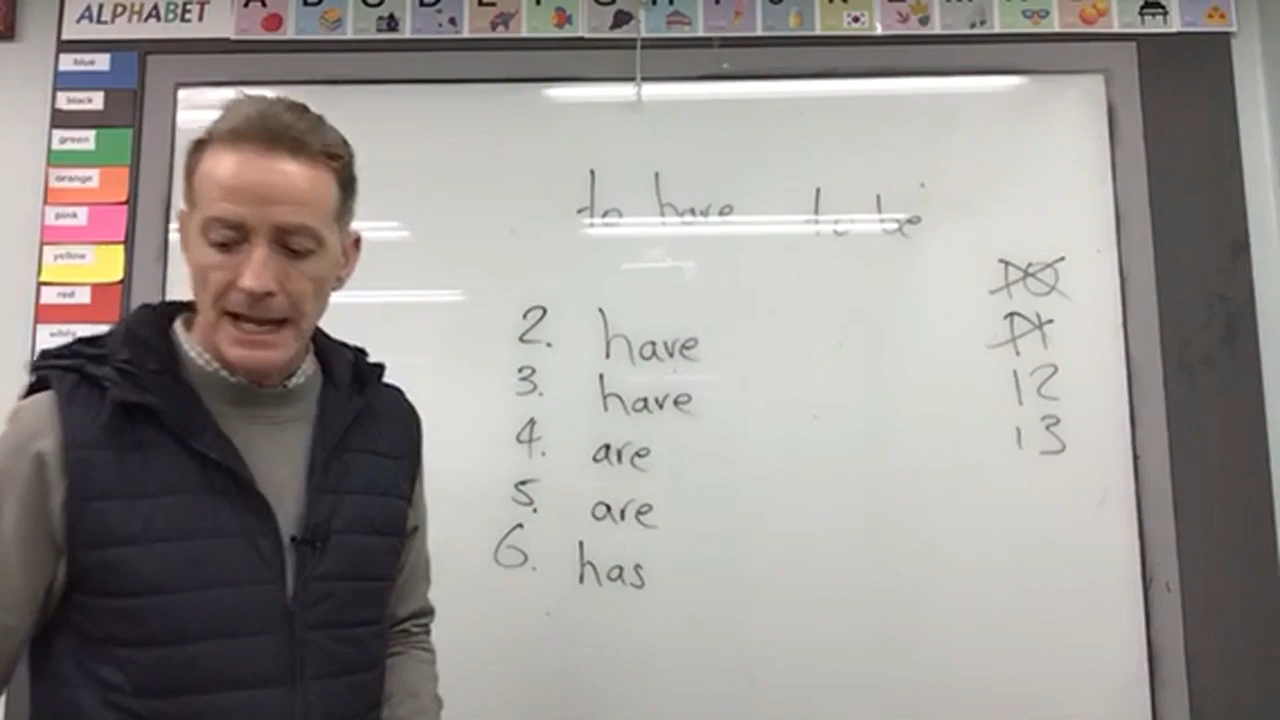 ALPHABET
blue
black
green
orange
pink
yellow
red
white
to have to be
10
2. have
11
3. have
12
4. are
13
5. are
6. has